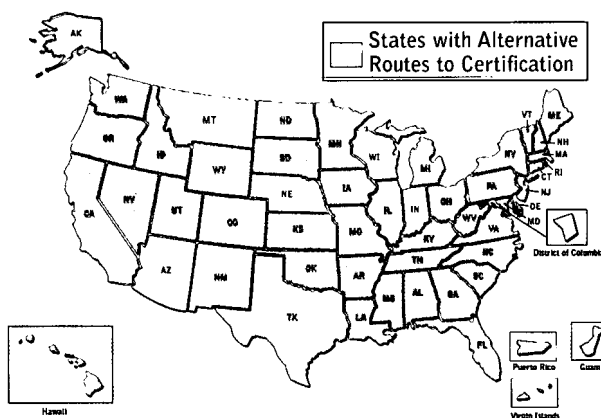 AK
States with Alternative
Routes to Certification
WA
MT
ND
MN
VT
ME
OR
ID
SD
WI
MI
NY
NH
MA
WY
RI
CT
IA
PA
NJ
NE
NV
UT
IL
IN
OH
DE
MD
CA
CO
KS
MO
WV
VA
KY
District of Columbia
NC
TN
AZ
NM
OK
AR
SC
MS
AL
GA
TX
LA
FL
Puerto Rico
Guam
Hawaii
Virgin Islands